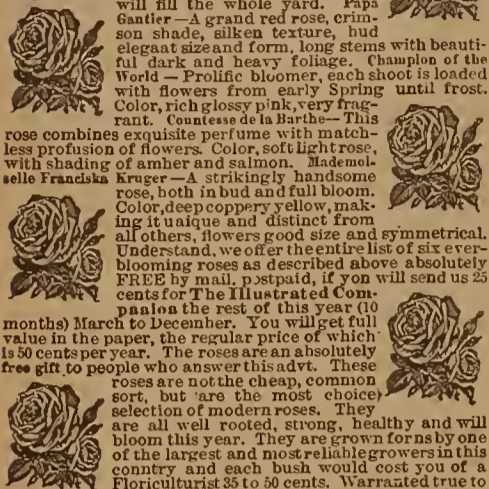 will fill the whole yard. Papa
Gantier —A grand red rose, crim-
son shade, silken texture, bud
elegaat size and form, long stems with beauti-
ful dark and heavy foliage. Champlon of the
World — Prolific bloomer, each shoot is loaded
with flowers from early Spring until frost.
Color, rich glossy pink, very frag-
rant. Conntesse de la Barthe— This
rose combines exquisite perfume with match-
less profusion of flowers. Color, soft light rose,
with shading of amber and salmon. Mademol-
selle Franciska Kruger —A strikingly handsome
rose, both in bud and full bloom.
Color, deep coppery yellow, mak-
ing it uaique and distinct from
all others, flowers good size and symmetrical.
Understand, we offer the entire list of six ever-
blooming roses as described above absolutely
FREE by mail, postpaid, if yon will send us 25
cents for The Illustrated Com-
panion the rest of this year (10
months) March to December. You will get full
value in the paper, the regular price of which
is 50 cents per year. The roses are an absolutely
free gift to people who answer this advt. These
roses are not the cheap, common
sort, but are the most choice
selection of modern roses. They
are all well rooted, strong, healthy and will
bloom this year. They are grown for ns by one
of the largest and most reliable growers in this
conntry and each bush would cost you of a
Floriculturist 35 to 50 cents. Warranted true to